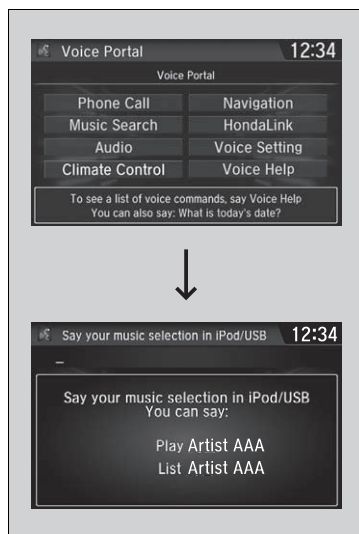 Voice Portal 12:34
Voice Portal
Phone Call Navigation
Music Search HondaLink
Audio Voice Setting
Climate Control Voice Help
To see a list of voice commands, say Voice Help
You can also say: What is today's date?
Say your music selection in iPod/USB 12:34
Say your music selection in iPod/USB
You can say:
Play Artist AAA
List Artist AAA